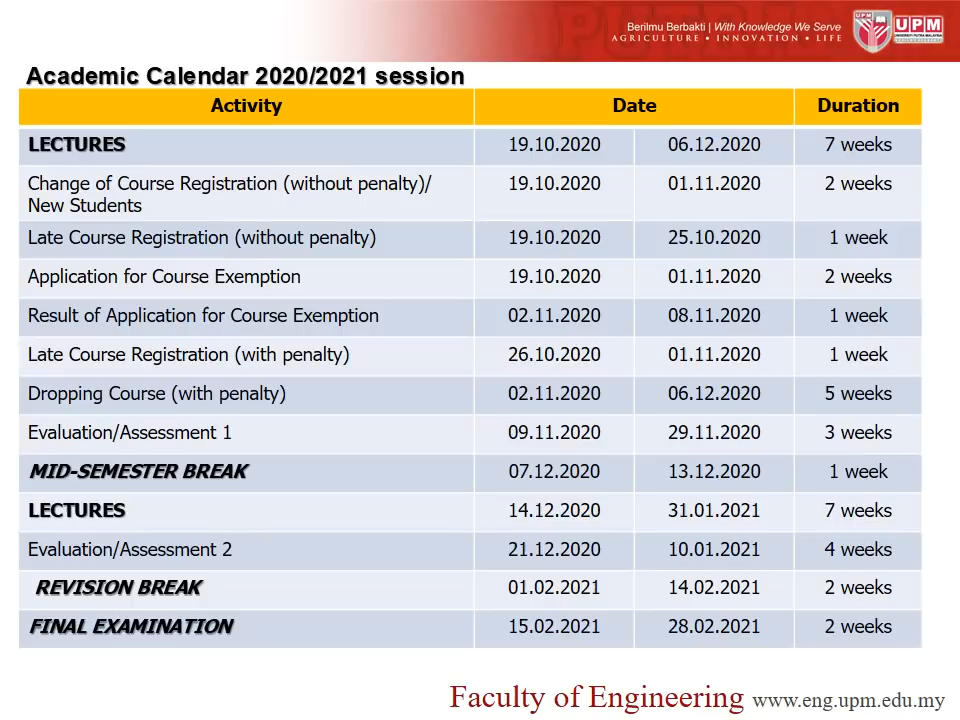 Berilmu Berbakti | With Knowledge We Serve
AGRICULTURE • INNOVATION • LIFE
UPM
UNIVERSITI PUTRA MALAYSIA
Academic Calendar 2020/2021 session
Activity Date Duration
LECTURES 19.10.2020 06.12.2020 7 weeks
Change of Course Registration (without penalty)/ 19.10.2020 01.11.2020 2 weeks
New Students
Late Course Registration (without penalty) 19.10.2020 25.10.2020 1 week
Application for Course Exemption 19.10.2020 01.11.2020 2 weeks
Result of Application for Course Exemption 02.11.2020 08.11.2020 1 week
Late Course Registration (with penalty) 26.10.2020 01.11.2020 1 week
Dropping Course (with penalty) 02.11.2020 06.12.2020 5 weeks
Evaluation/Assessment 1 09.11.2020 29.11.2020 3 weeks
MID-SEMESTER BREAK 07.12.2020 13.12.2020 1 week
LECTURES 14.12.2020 31.01.2021 7 weeks
Evaluation/Assessment 2 21.12.2020 10.01.2021 4 weeks
REVISION BREAK 01.02.2021 14.02.2021 2 weeks
FINAL EXAMINATION 15.02.2021 28.02.2021 2 weeks
Faculty of Engineering www.eng.upm.edu.my